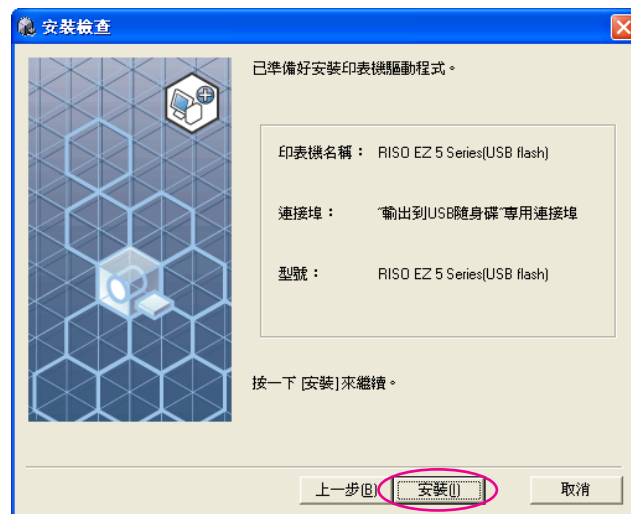 安裝檢查
已準備好安裝印表機驅動程式。
印表機名稱： RISO EZ 5 Series(USB flash)
連接埠： "輸出到USB隨身碟"專用連接埠
型號： RISO EZ 5 Series(USB flash)
按一下 [安裝] 來繼續。
上一步(B) 安裝(I) 取消